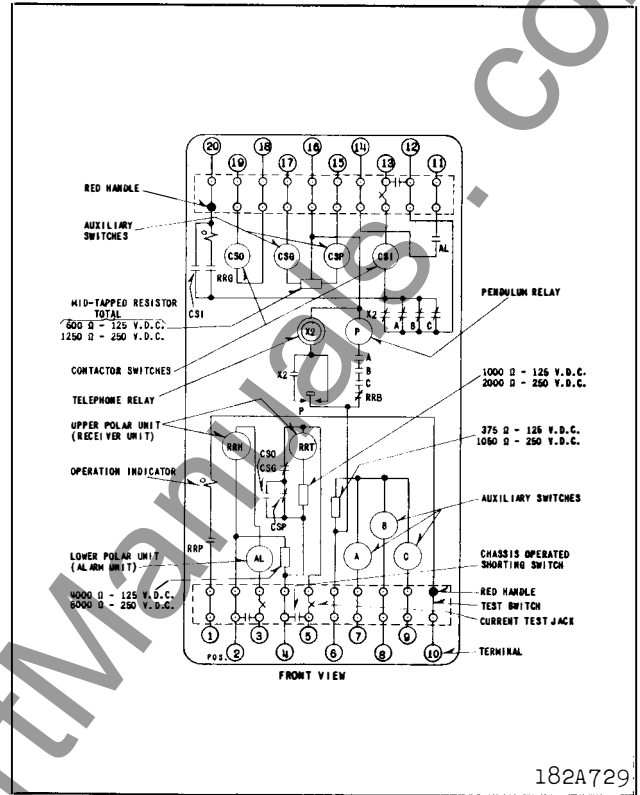 20
19
18
17
16
15
14
13
12
11
RED HANDLE
AUXILIARY
SWITCHES
AL
CSO
CSG
CSP
CSI
RRG
CSI
MID-TAPPED RESISTOR
TOTAL
600 Ω - 125 V.D.C.
1250 Ω - 250 V.D.C.
PENDULUM RELAY
X2
A
B
C
X2
P
CONTACTOR SWITCHES
A
B
C
RRB
X2
P
1000 Ω - 125 V.D.C.
2000 Ω - 250 V.D.C.
TELEPHONE RELAY
UPPER POLAR UNIT
(RECEIVER UNIT)
375 Ω - 125 V.D.C.
1050 Ω - 250 V.D.C.
RRH
RRT
CSO
CSG
CSP
OPERATION INDICATOR
AUXILIARY SWITCHES
B
RRP
AL
A
C
LOWER POLAR UNIT
(ALARM UNIT)
CHASSIS OPERATED
SHORTING SWITCH
4000 Ω - 125 V.D.C.
6000 Ω - 250 V.D.C.
RED HANDLE
TEST SWITCH
CURRENT TEST JACK
1
2
3
4
5
6
7
8
9
10
TERMINAL
POS.
FRONT VIEW
182A729